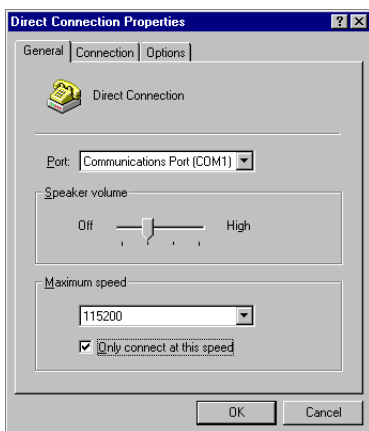 Direct Connection Properties
General Connection Options
Direct Connection
Port: Communications Port (COM1)
Speaker volume
Off High
Maximum speed
115200
Only connect at this speed
OK Cancel